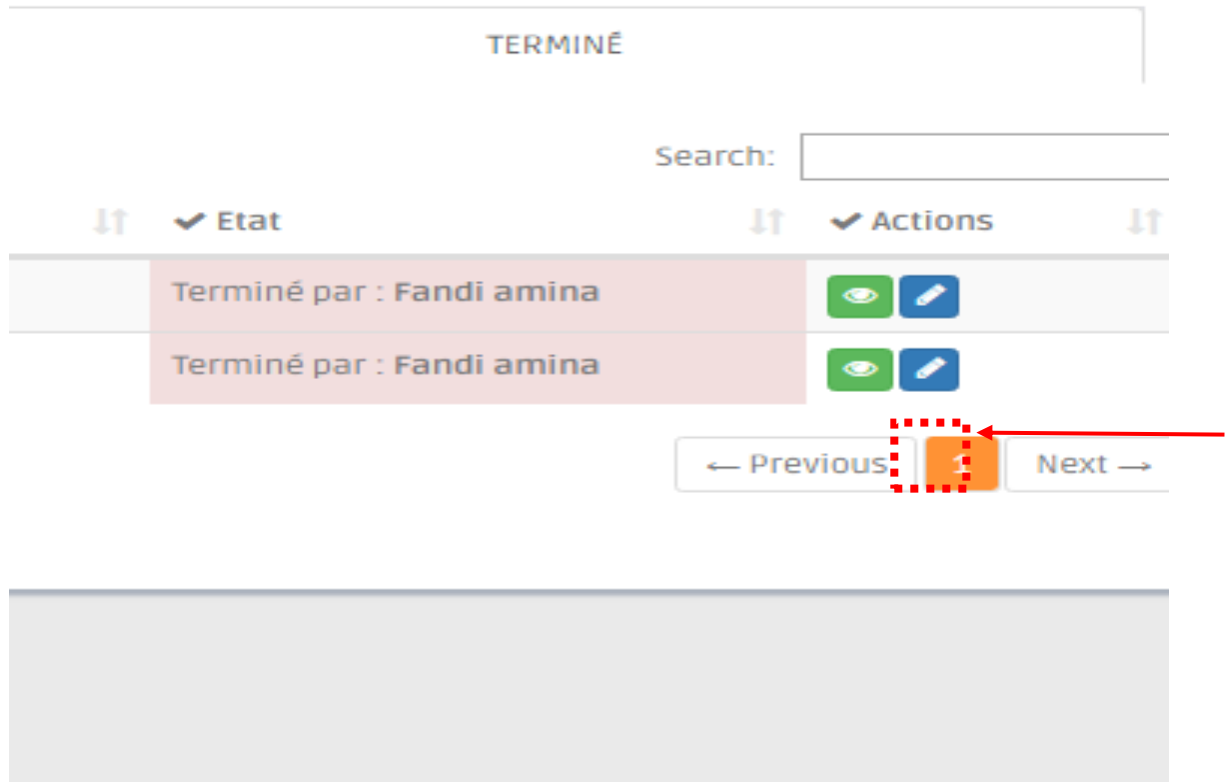 TERMINÉ
Search:
Etat Actions
Terminé par : Fandi amina
Terminé par : Fandi amina
← Previous 1 Next →